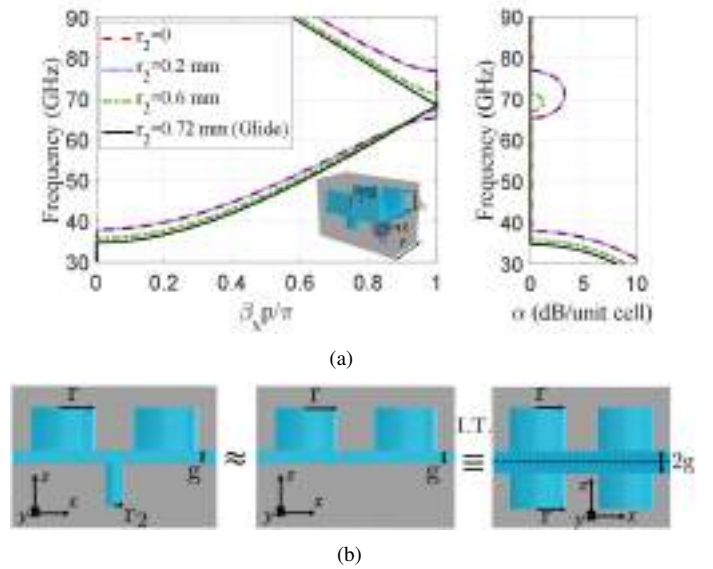 90
80
70
60
50
40
30
Frequency (GHz)
r₂=0
r₂=0.2 mm
r₂=0.6 mm
r₂=0.72 mm (Glide)
0 0.2 0.4 0.6 0.8 1
βₓp/π
90
80
70
60
50
40
30
Frequency (GHz)
0 5 10
α (dB/unit cell)
(a)
r
g
z
y x
r₂
≈
r
g
z
y x
I.T.
≡
r
2g
z
y x
r
(b)